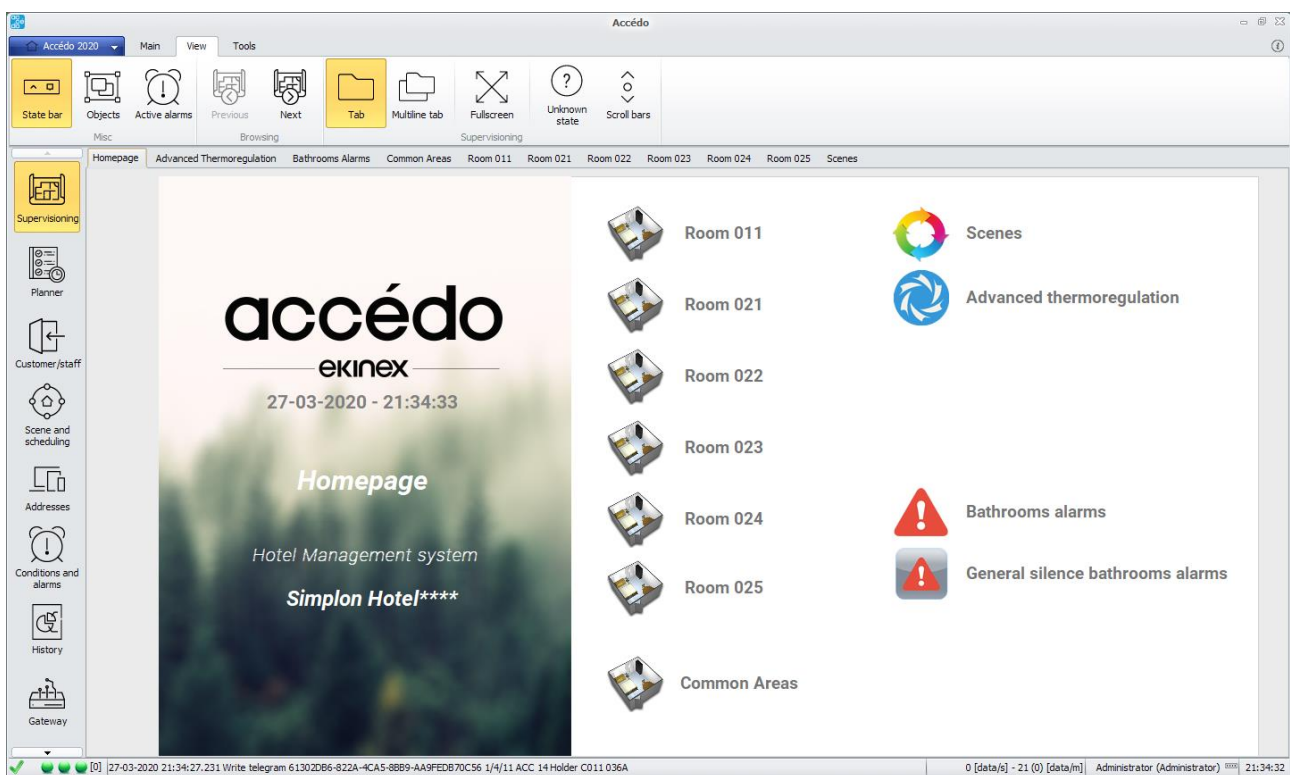 Accédo
Accédo 2020
Main
View
Tools
State bar
Objects
Active alarms
Previous
Next
Tab
Multiline tab
Fullscreen
Unknown
state
Scroll bars
Misc
Browsing
Supervisioning
Homepage
Advanced Thermoregulation
Bathrooms Alarms
Common Areas
Room 011
Room 021
Room 022
Room 023
Room 024
Room 025
Scenes
Supervisioning
Planner
Customer/staff
Scene and
scheduling
Addresses
Conditions and
alarms
History
Gateway
accédo
ekinex
27-03-2020 - 21:34:33
Homepage
Hotel Management system
Simplon Hotel****
Room 011
Room 021
Room 022
Room 023
Room 024
Room 025
Common Areas
Scenes
Advanced thermoregulation
Bathrooms alarms
General silence bathrooms alarms
[0]
27-03-2020 21:34:27.231 Write telegram 61302DB6-822A-4CA5-8BB9-AA9FEDB70C56 1/4/11 ACC 14 Holder C011 036A
0 [data/s] - 21 (0) [data/m]
Administrator (Administrator)
21:34:32